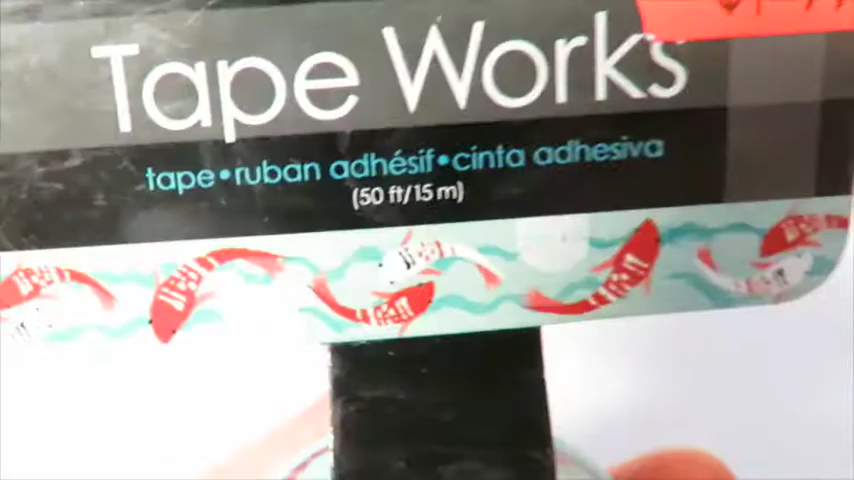 Tape Works
tape•ruban adhésif•cinta adhesiva
(50 ft/15 m)